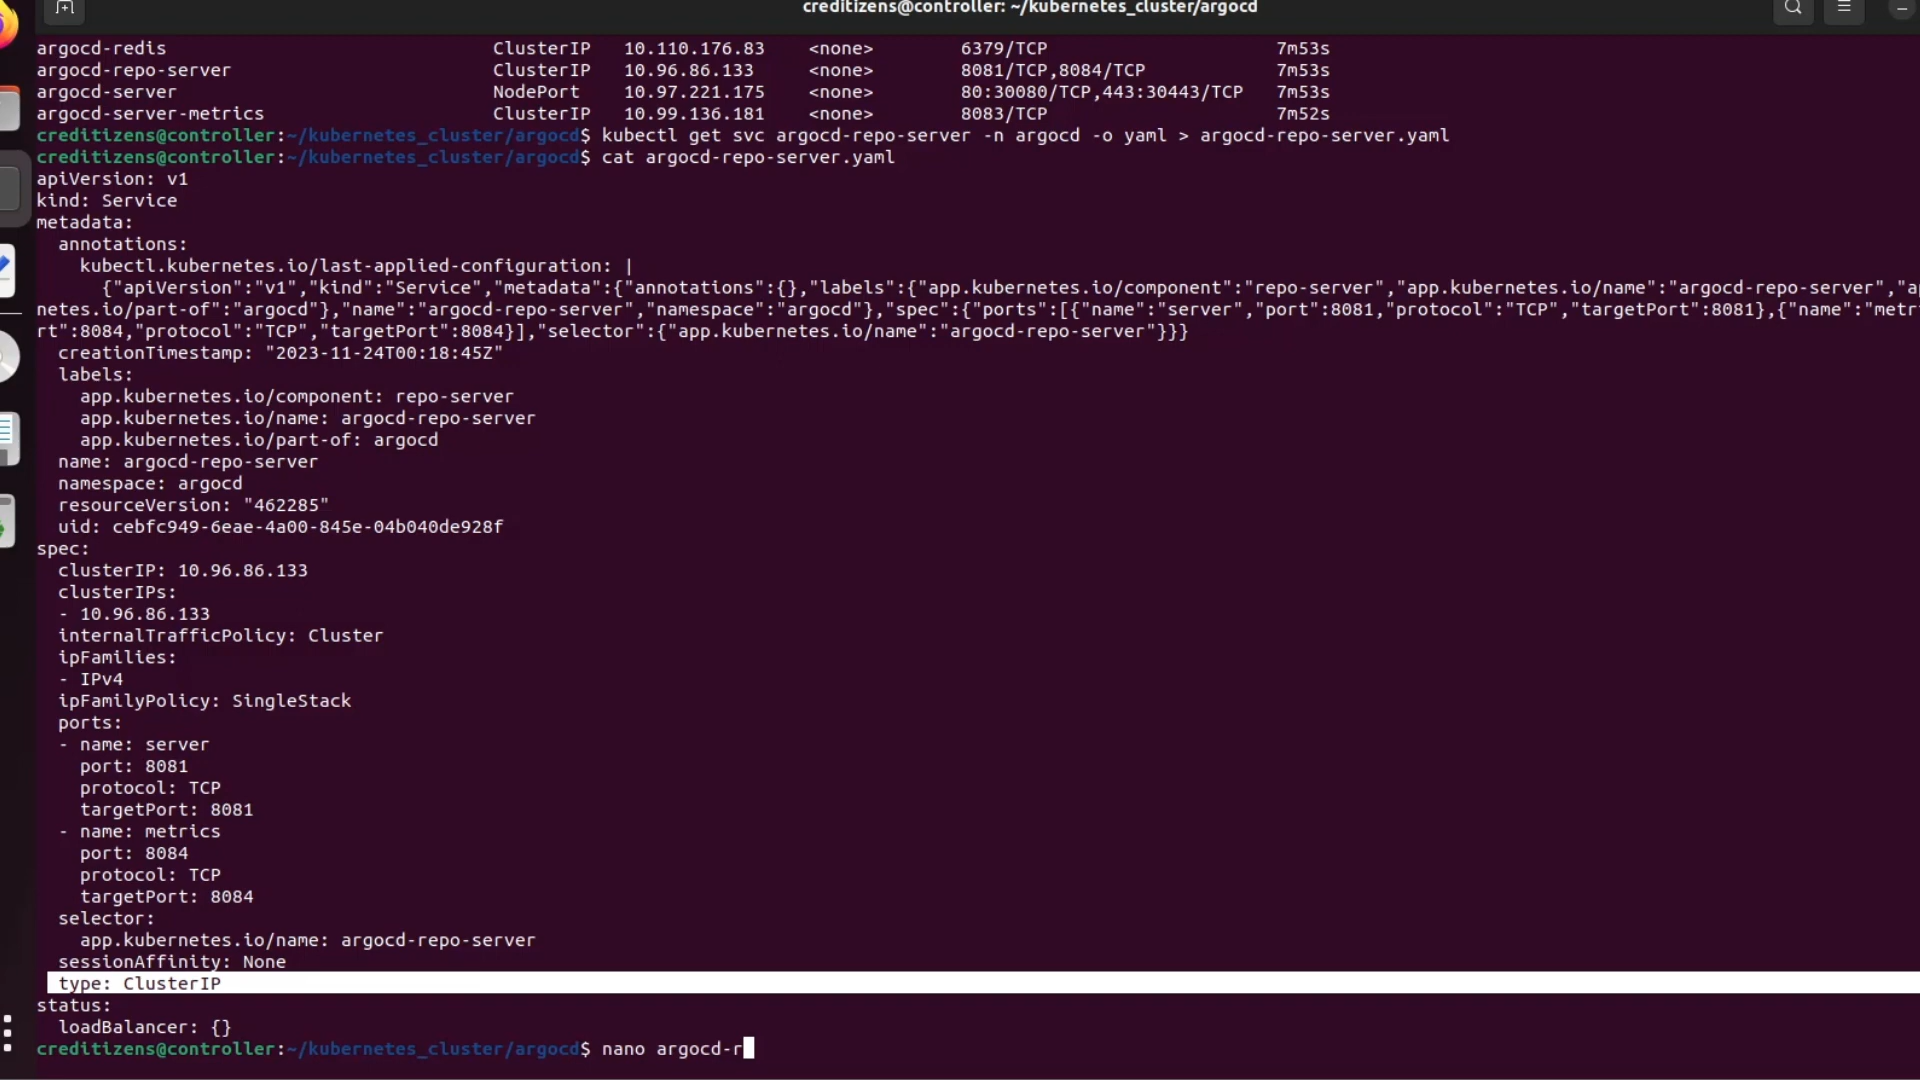 creditizens@controller: ~/kubernetes_cluster/argocd
argocd-redis ClusterIP 10.110.176.83 <none> 6379/TCP 7m53s
argocd-repo-server ClusterIP 10.96.86.133 <none> 8081/TCP,8084/TCP 7m53s
argocd-server NodePort 10.97.221.175 <none> 80:30080/TCP,443:30443/TCP 7m53s
argocd-server-metrics ClusterIP 10.99.136.181 <none> 8083/TCP 7m52s
creditizens@controller:~/kubernetes_cluster/argocd$ kubectl get svc argocd-repo-server -n argocd -o yaml > argocd-repo-server.yaml
creditizens@controller:~/kubernetes_cluster/argocd$ cat argocd-repo-server.yaml
apiVersion: v1
kind: Service
metadata:
  annotations:
    kubectl.kubernetes.io/last-applied-configuration: |
      {"apiVersion":"v1","kind":"Service","metadata":{"annotations":{},"labels":{"app.kubernetes.io/component":"repo-server","app.kubernetes.io/name":"argocd-repo-server","a
netes.io/part-of":"argocd"},"name":"argocd-repo-server","namespace":"argocd"},"spec":{"ports":[{"name":"server","port":8081,"protocol":"TCP","targetPort":8081},{"name":"metr
rt":8084,"protocol":"TCP","targetPort":8084}],"selector":{"app.kubernetes.io/name":"argocd-repo-server"}}}
  creationTimestamp: "2023-11-24T00:18:45Z"
  labels:
    app.kubernetes.io/component: repo-server
    app.kubernetes.io/name: argocd-repo-server
    app.kubernetes.io/part-of: argocd
  name: argocd-repo-server
  namespace: argocd
  resourceVersion: "462285"
  uid: cebfc949-6eae-4a00-845e-04b040de928f
spec:
  clusterIP: 10.96.86.133
  clusterIPs:
  - 10.96.86.133
  internalTrafficPolicy: Cluster
  ipFamilies:
  - IPv4
  ipFamilyPolicy: SingleStack
  ports:
  - name: server
    port: 8081
    protocol: TCP
    targetPort: 8081
  - name: metrics
    port: 8084
    protocol: TCP
    targetPort: 8084
  selector:
    app.kubernetes.io/name: argocd-repo-server
  sessionAffinity: None
  type: ClusterIP
status:
  loadBalancer: {}
creditizens@controller:~/kubernetes_cluster/argocd$ nano argocd-r